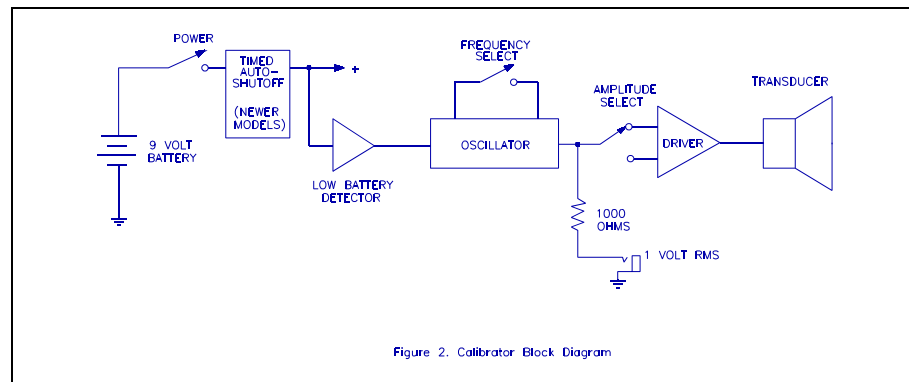 POWER
TIMED
AUTO-
SHUTOFF
(NEWER
MODELS)
+
9 VOLT
BATTERY
LOW BATTERY
DETECTOR
FREQUENCY
SELECT
OSCILLATOR
AMPLITUDE
SELECT
DRIVER
TRANSDUCER
1000
OHMS
1 VOLT RMS
Figure 2. Calibrator Block Diagram